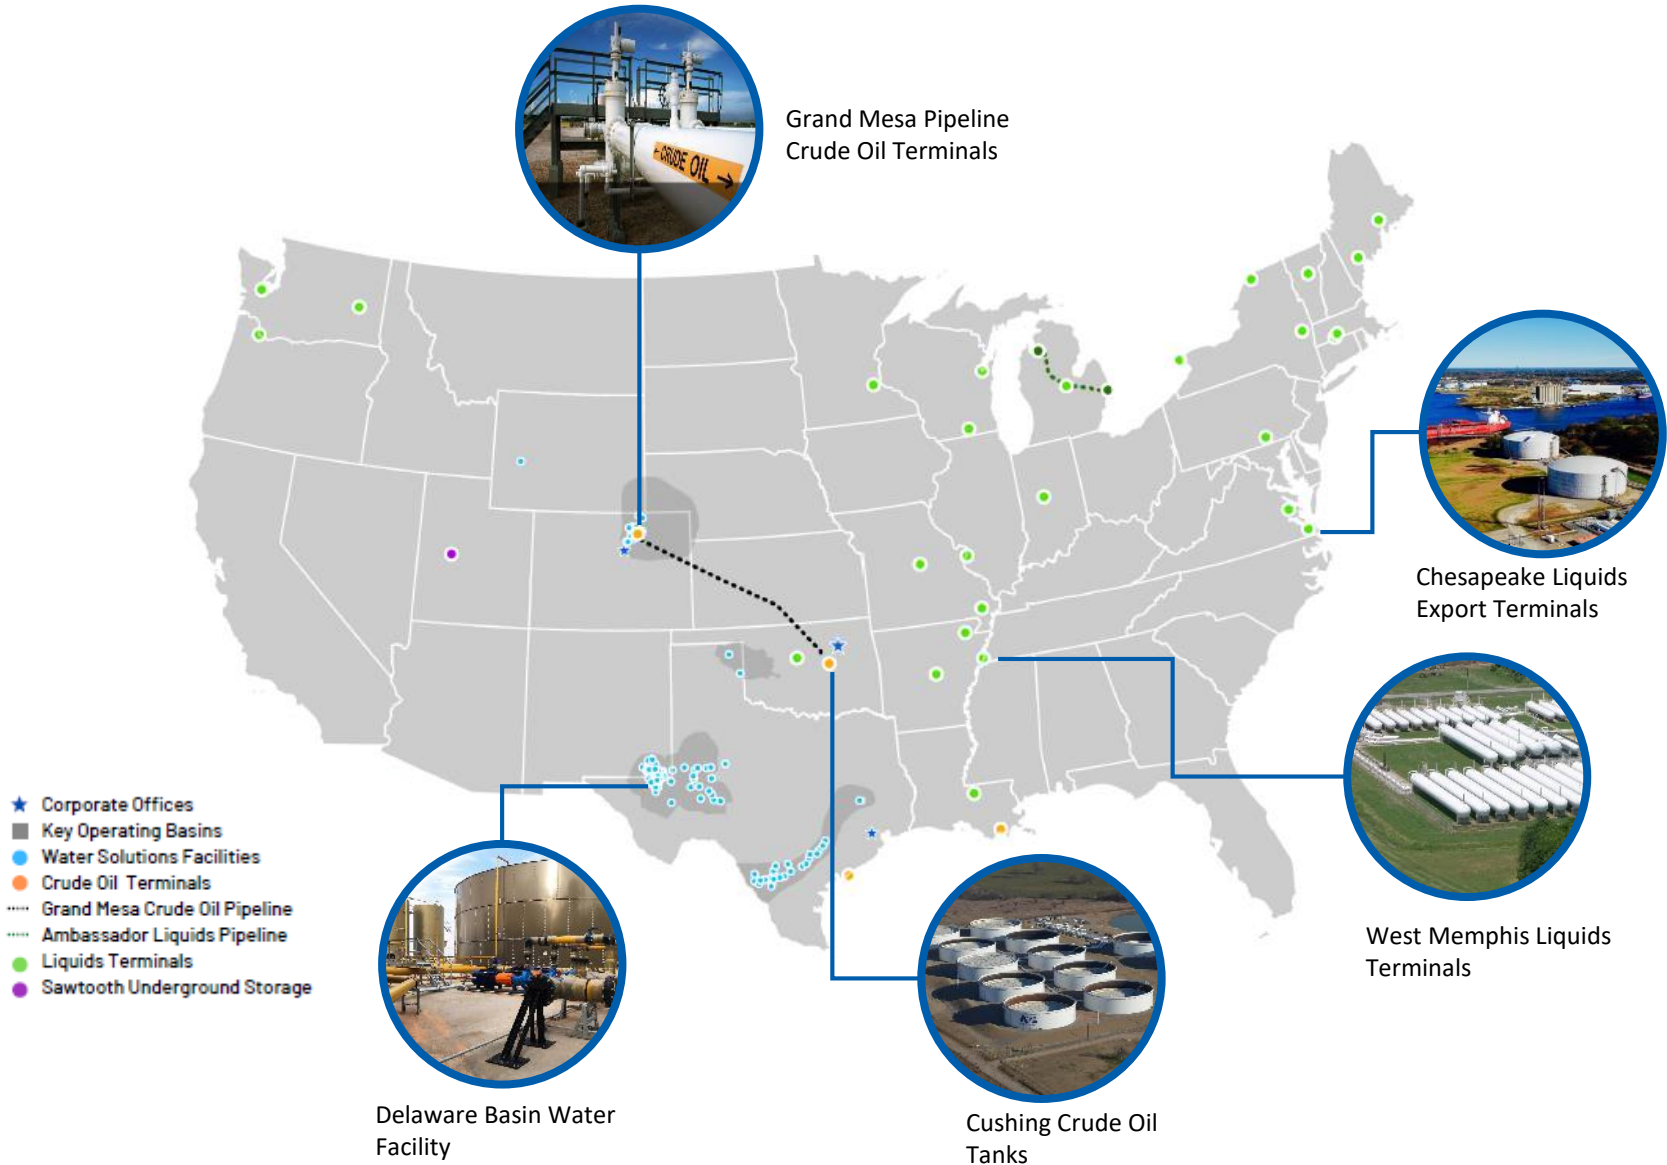 Grand Mesa Pipeline
Crude Oil Terminals
← CRUDE OIL →
Chesapeake Liquids
Export Terminals
West Memphis Liquids
Terminals
★ Corporate Offices
Key Operating Basins
Water Solutions Facilities
Crude Oil Terminals
Grand Mesa Crude Oil Pipeline
Ambassador Liquids Pipeline
Liquids Terminals
Sawtooth Underground Storage
Delaware Basin Water
Facility
Cushing Crude Oil
Tanks